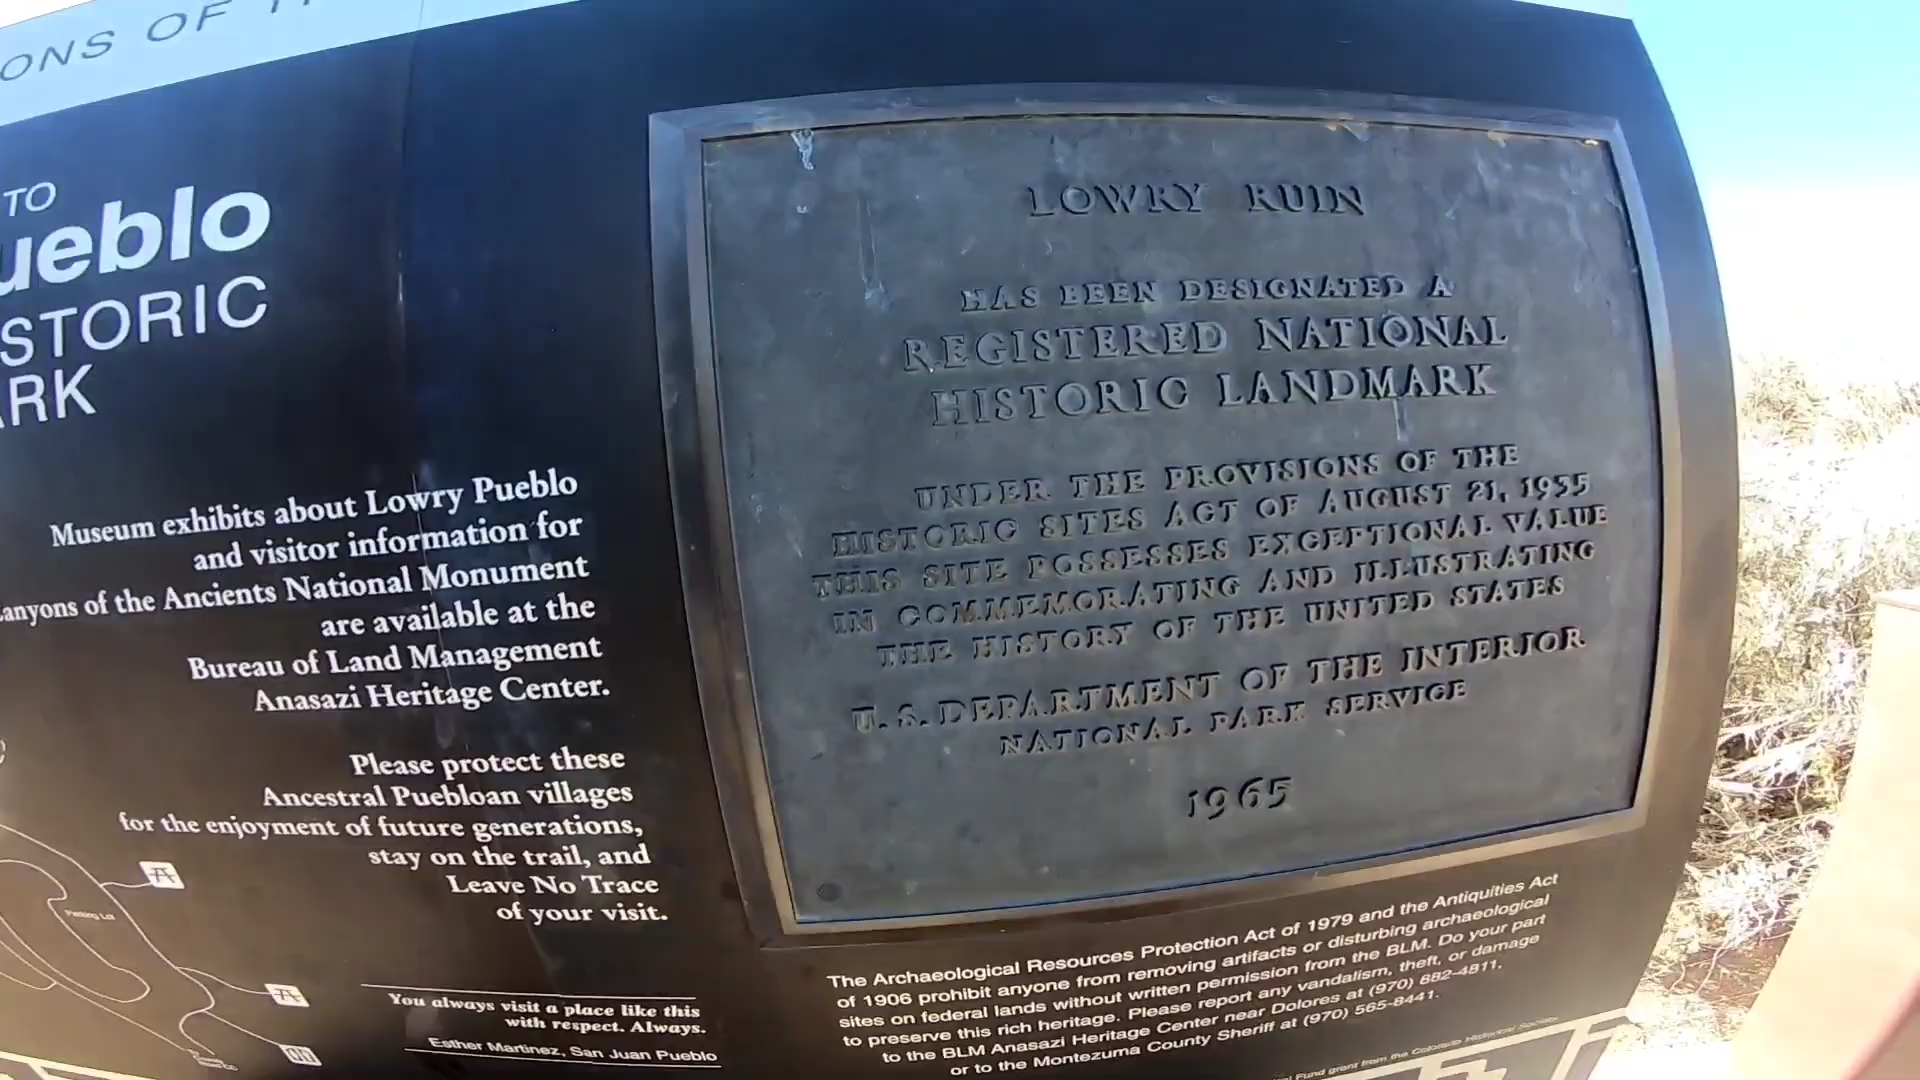 ONS OF
TO
ueblo
STORIC
ARK
Museum exhibits about Lowry Pueblo
and visitor information for
anyons of the Ancients National Monument
are available at the
Bureau of Land Management
Anasazi Heritage Center.
Please protect these
Ancestral Puebloan villages
for the enjoyment of future generations,
stay on the trail, and
Leave No Trace
of your visit.
Parking Lot
You always visit a place like this
with respect. Always.
Esther Martinez, San Juan Pueblo
LOWRY RUIN
HAS BEEN DESIGNATED A
REGISTERED NATIONAL
HISTORIC LANDMARK
UNDER THE PROVISIONS OF THE
HISTORIC SITES ACT OF AUGUST 21, 1935
THIS SITE POSSESSES EXCEPTIONAL VALUE
IN COMMEMORATING AND ILLUSTRATING
THE HISTORY OF THE UNITED STATES
U.S. DEPARTMENT OF THE INTERIOR
NATIONAL PARK SERVICE
1965
The Archaeological Resources Protection Act of 1979 and the Antiquities Act
of 1906 prohibit anyone from removing artifacts or disturbing archaeological
sites on federal lands without written permission from the BLM. Do your part
to preserve this rich heritage. Please report any vandalism, theft, or damage
to the BLM Anasazi Heritage Center near Dolores at (970) 882-4811,
or to the Montezuma County Sheriff at (970) 565-8441.
Fund grant from the Colorado Historical Society